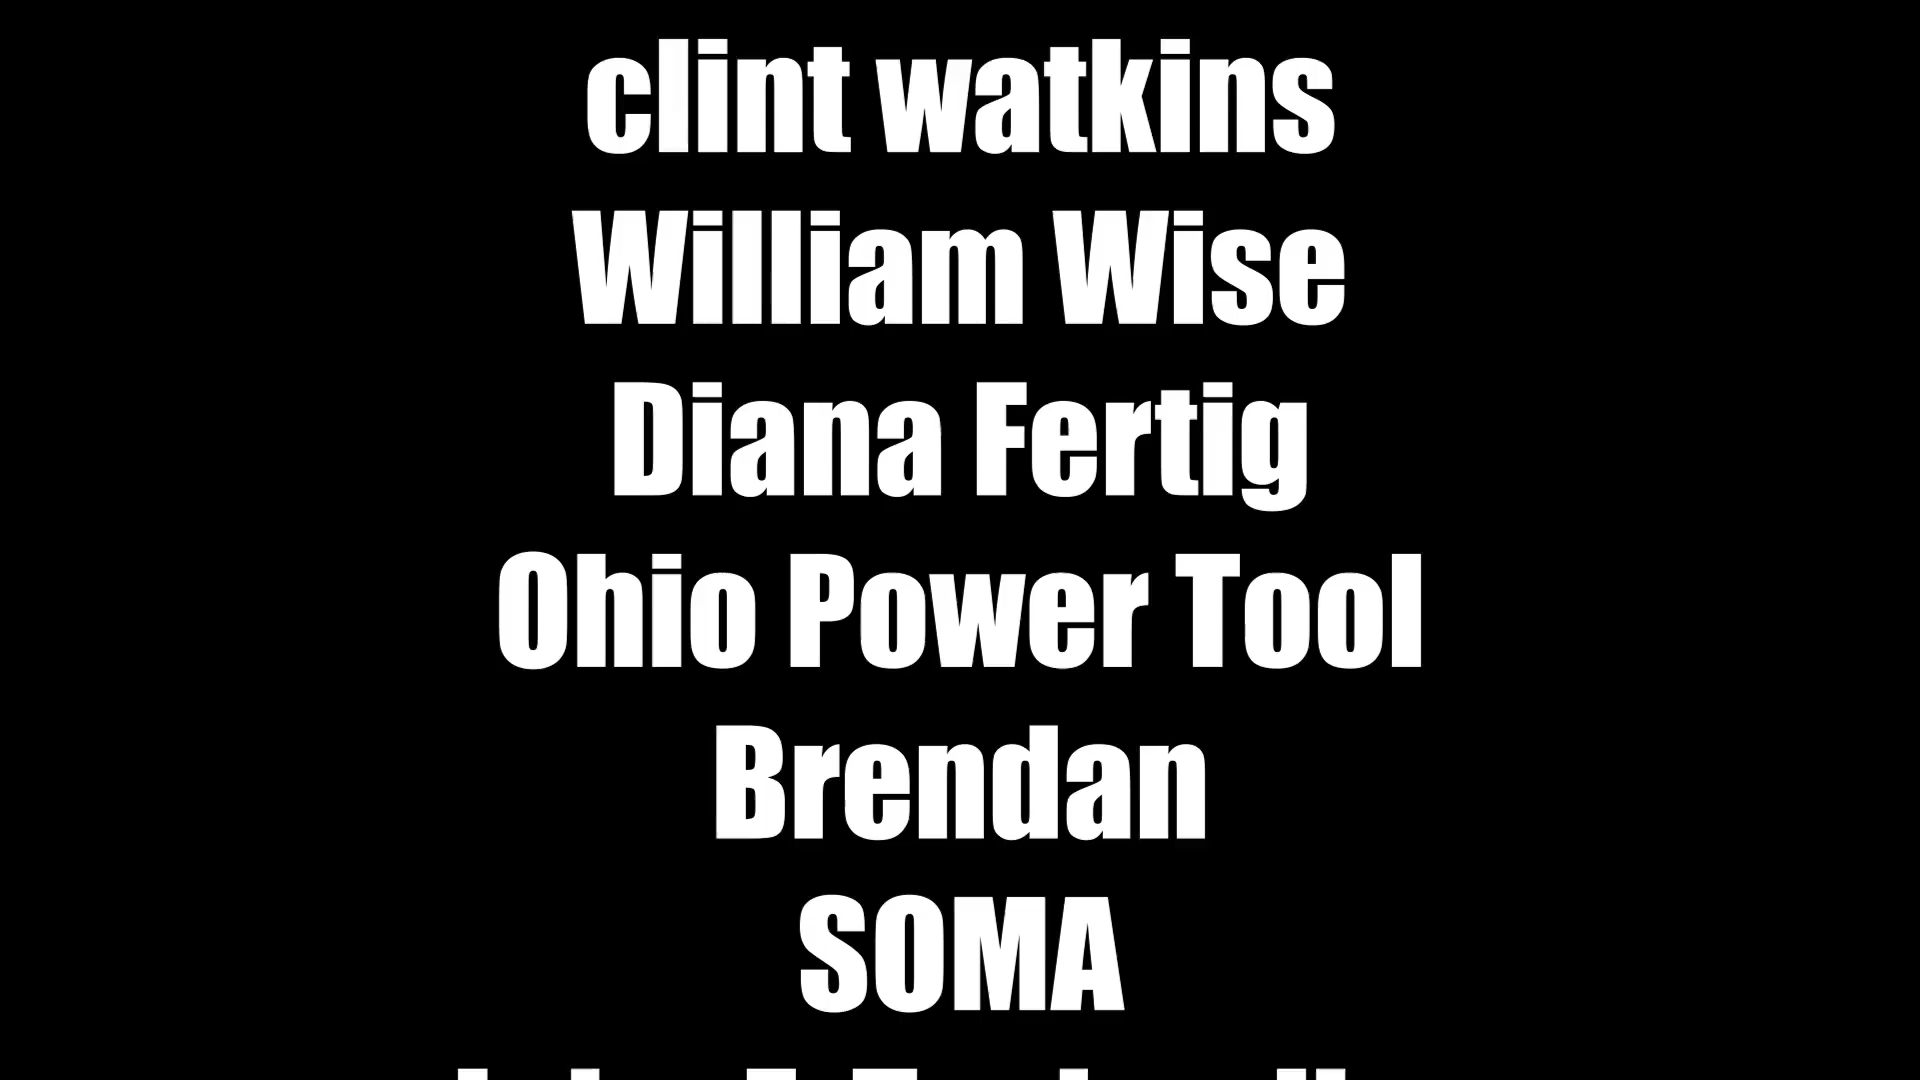 clint watkins
William Wise
Diana Fertig
Ohio Power Tool
Brendan
SOMA